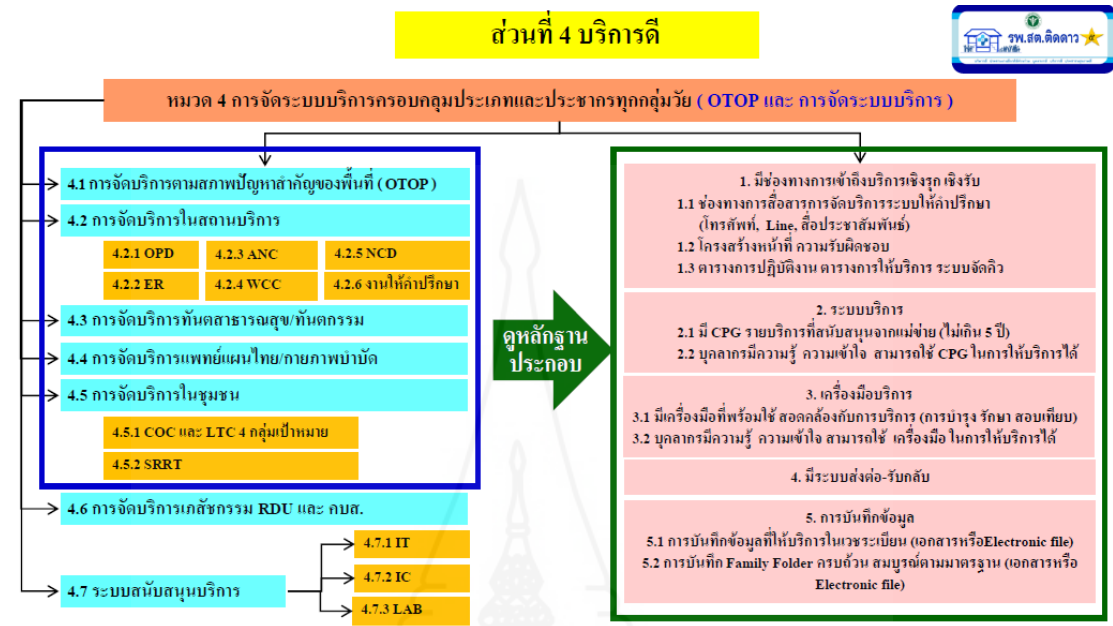 ส่วนที่ 4 บริการดี
รพ.สต.ติดดาว
หมวด 4 การจัดระบบบริการครอบกลุมประเภทและประชากรทุกกลุ่มวัย ( OTOP และ การจัดระบบบริการ )
4.1 การจัดบริการตามสภาพปัญหาสำคัญของพื้นที่ ( OTOP )
4.2 การจัดบริการในสถานบริการ
4.2.1 OPD
4.2.3 ANC
4.2.5 NCD
4.2.2 ER
4.2.4 WCC
4.2.6 งานให้คำปรึกษา
4.3 การจัดบริการทันตสาธารณสุข/ทันตกรรม
4.4 การจัดบริการแพทย์แผนไทย/กายภาพบำบัด
4.5 การจัดบริการในชุมชน
4.5.1 COC และ LTC 4 กลุ่มเป้าหมาย
4.5.2 SRRT
4.6 การจัดบริการเภสัชกรรม RDU และ คบส.
4.7 ระบบสนับสนุนบริการ
4.7.1 IT
4.7.2 IC
4.7.3 LAB
ดูหลักฐาน
ประกอบ
1. มีช่องทางการเข้าถึงบริการเชิงรุก เชิงรับ
1.1 ช่องทางการสื่อสารการจัดบริการระบบให้คำปรึกษา
(โทรศัพท์, Line, สื่อประชาสัมพันธ์)
1.2 โครงสร้างหน้าที่ ความรับผิดชอบ
1.3 ตารางการปฏิบัติงาน ตารางการให้บริการ ระบบจัดคิว
2. ระบบบริการ
2.1 มี CPG รายบริการที่สนับสนุนจากแม่ข่าย (ไม่เกิน 5 ปี)
2.2 บุคลากรมีความรู้ ความเข้าใจ สามารถใช้ CPG ในการให้บริการได้
3. เครื่องมือบริการ
3.1 มีเครื่องมือที่พร้อมใช้ สอดคล้องกับการบริการ (การบำรุง รักษา สอบเทียบ)
3.2 บุคลากรมีความรู้ ความเข้าใจ สามารถใช้ เครื่องมือ ในการให้บริการได้
4. มีระบบส่งต่อ-รับกลับ
5. การบันทึกข้อมูล
5.1 การบันทึกข้อมูลที่ให้บริการในเวชระเบียน (เอกสารหรือElectronic file)
5.2 การบันทึก Family Folder ครบถ้วน สมบูรณ์ตามมาตรฐาน (เอกสารหรือ
Electronic file)